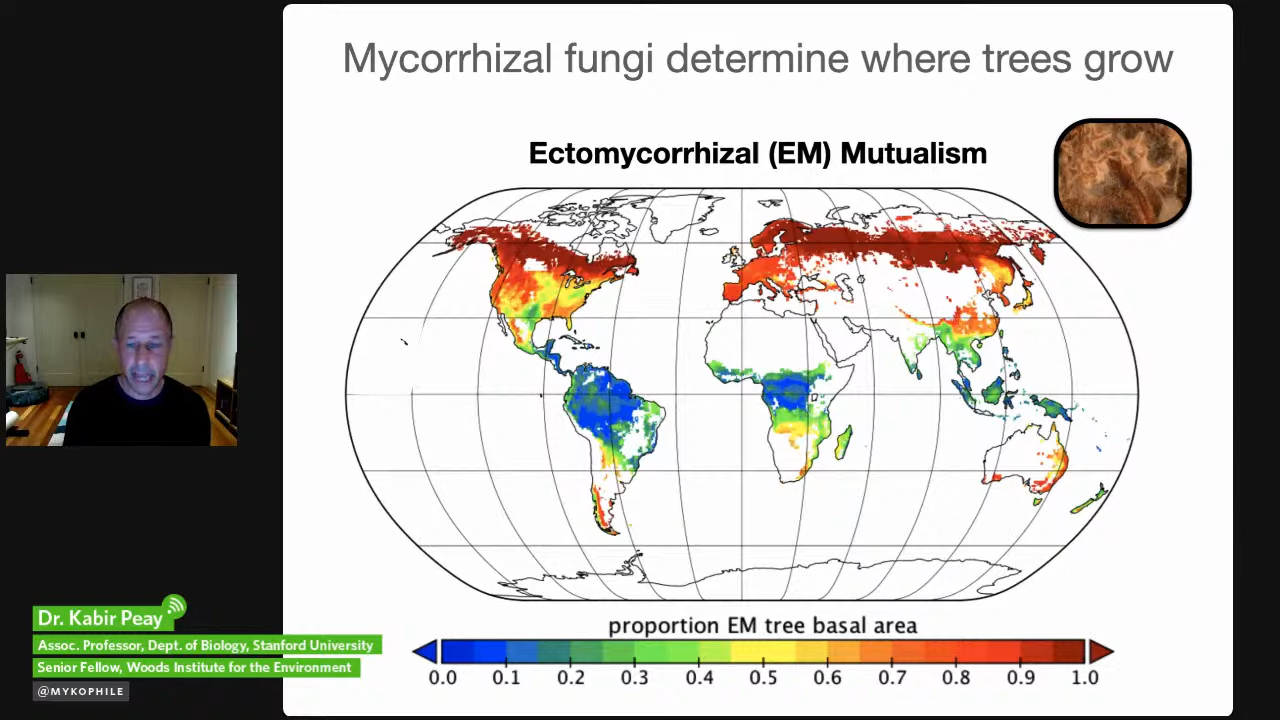 Mycorrhizal fungi determine where trees grow
Ectomycorrhizal (EM) Mutualism
proportion EM tree basal area
0.0 0.1 0.2 0.3 0.4 0.5 0.6 0.7 0.8 0.9 1.0
Dr. Kabir Peay
Assoc. Professor, Dept. of Biology, Stanford University
Senior Fellow, Woods Institute for the Environment
@MYKOPHILE